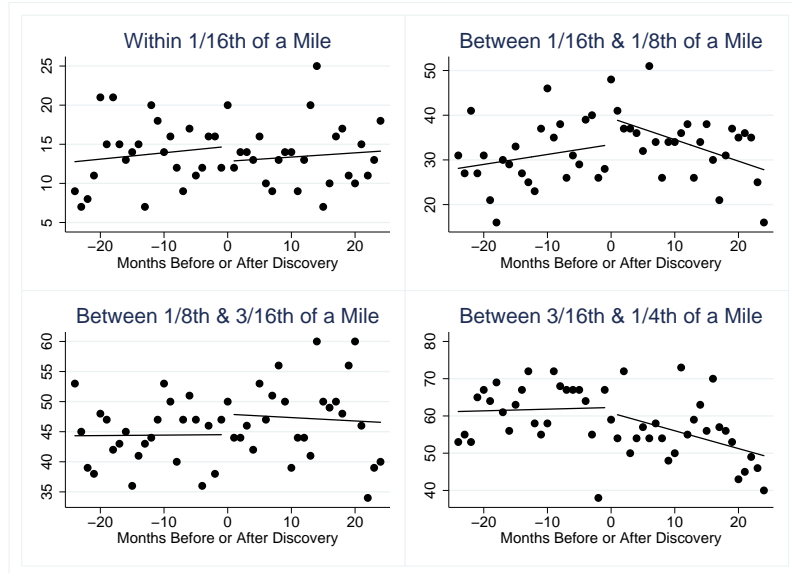 Within 1/16th of a Mile
25
20
15
10
5
−20 −10 0 10 20
Months Before or After Discovery
Between 1/16th & 1/8th of a Mile
50
40
30
20
−20 −10 0 10 20
Months Before or After Discovery
Between 1/8th & 3/16th of a Mile
60
55
50
45
40
35
−20 −10 0 10 20
Months Before or After Discovery
Between 3/16th & 1/4th of a Mile
80
70
60
50
40
−20 −10 0 10 20
Months Before or After Discovery